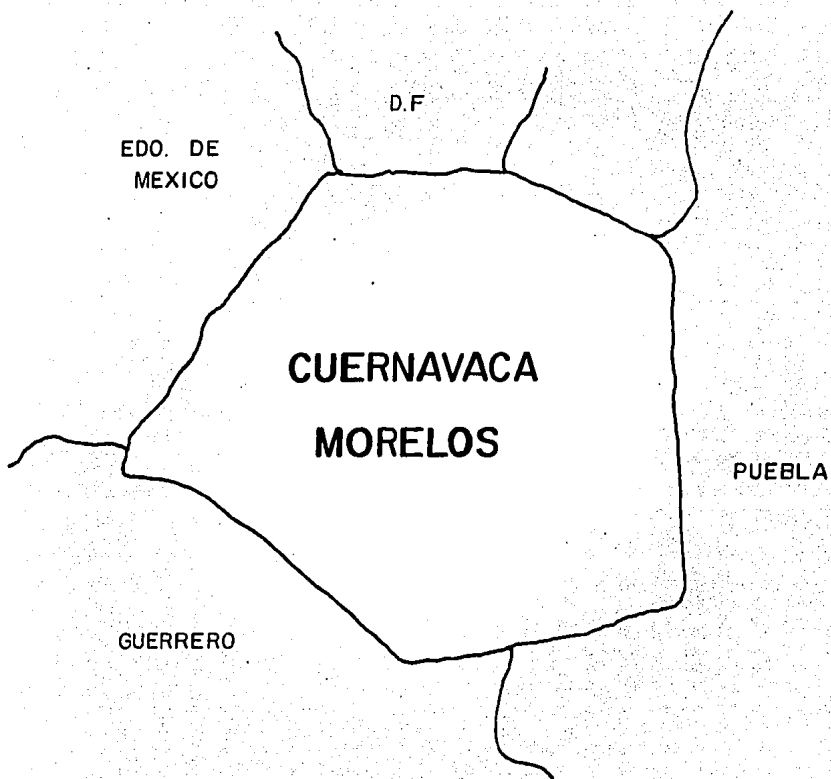 D.F
EDO. DE
MEXICO
CUERNAVACA
MORELOS
PUEBLA
GUERRERO